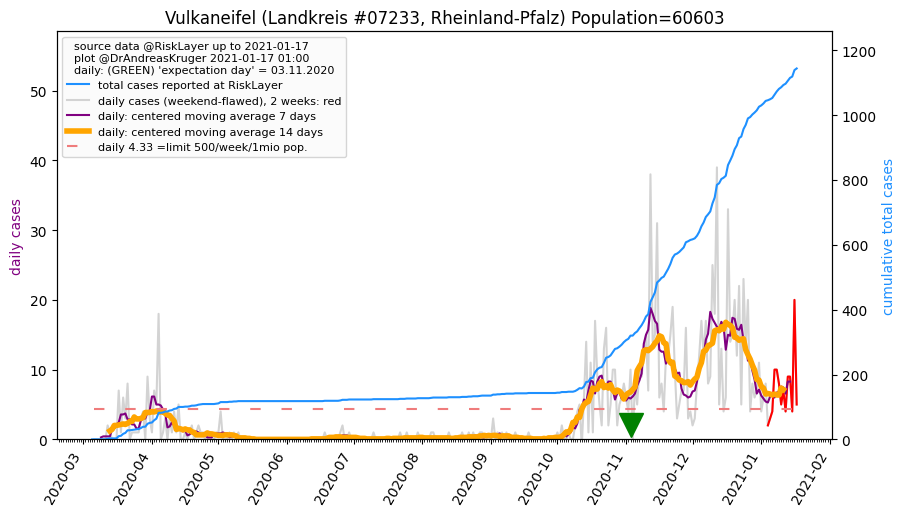 Vulkaneifel (Landkreis #07233, Rheinland-Pfalz) Population=60603
source data @RiskLayer up to 2021-01-17
plot @DrAndreasKruger 2021-01-17 01:00
daily: (GREEN) 'expectation day' = 03.11.2020
total cases reported at RiskLayer
daily cases (weekend-flawed), 2 weeks: red
daily: centered moving average 7 days
daily: centered moving average 14 days
daily 4.33 =limit 500/week/1mio pop.
daily cases
50
40
30
20
10
0
cumulative total cases
1200
1000
800
600
400
200
0
2020-03
2020-04
2020-05
2020-06
2020-07
2020-08
2020-09
2020-10
2020-11
2020-12
2021-01
2021-02